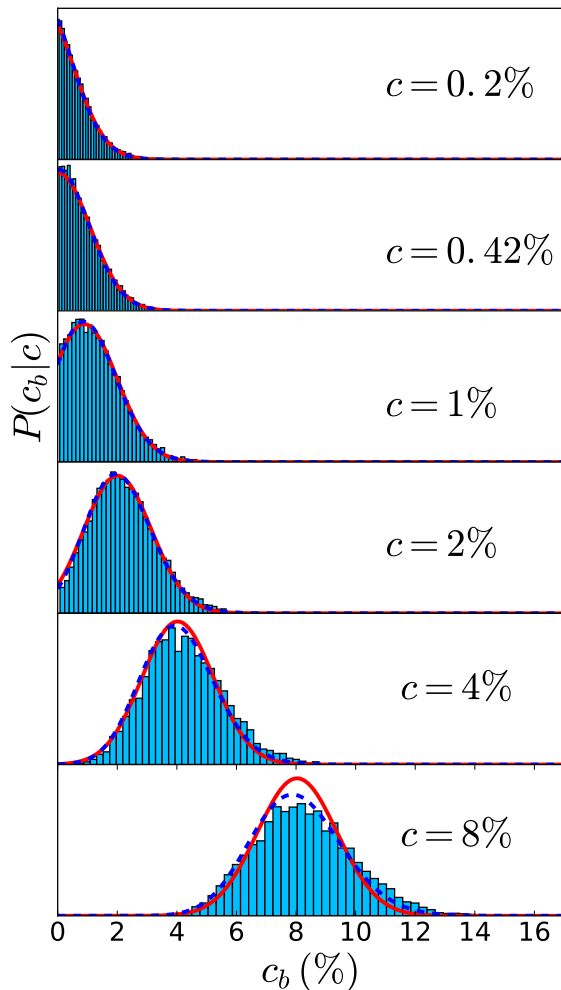 c = 0.2%
c = 0.42%
c = 1%
c = 2%
c = 4%
c = 8%
P(c_b|c)
0 2 4 6 8 10 12 14 16
c_b (%)